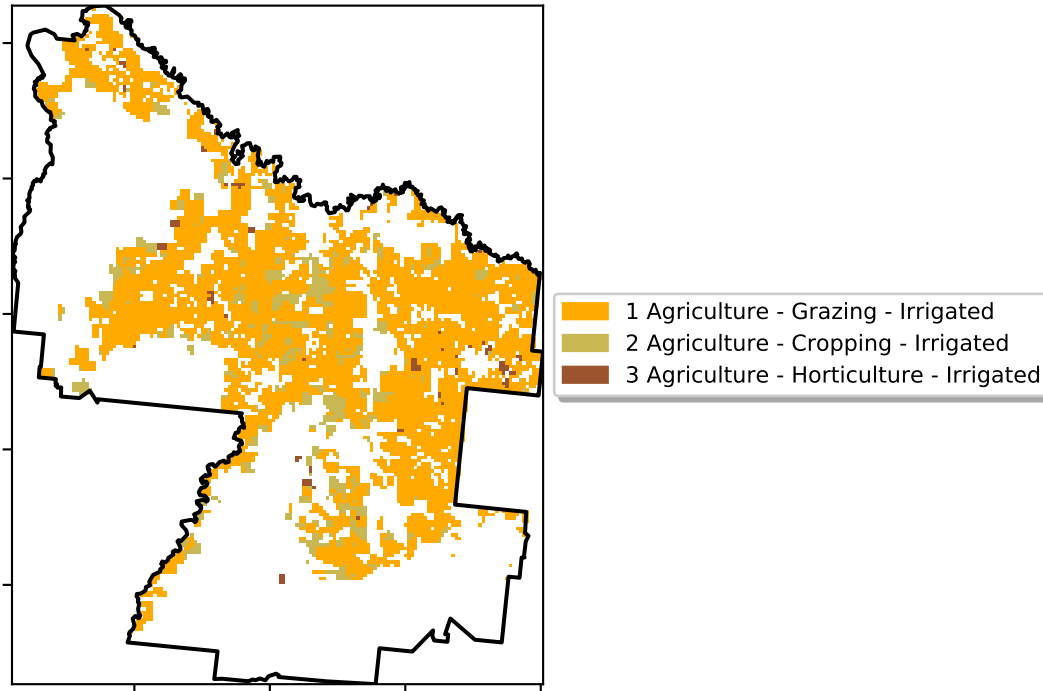 1 Agriculture - Grazing - Irrigated
2 Agriculture - Cropping - Irrigated
3 Agriculture - Horticulture - Irrigated